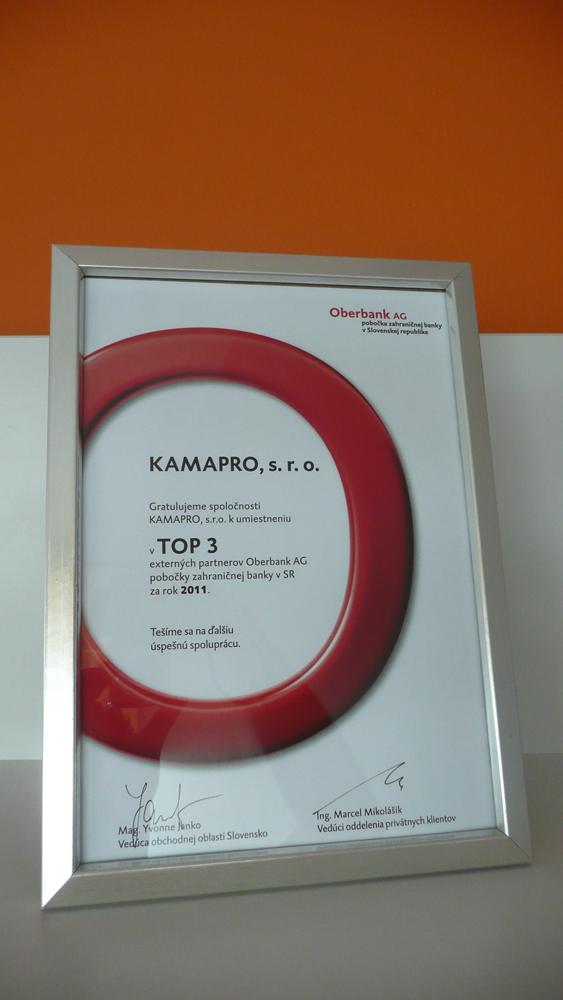 Oberbank AG
pobočka zahraničnej banky
v Slovenskej republike
KAMAPRO, s. r. o.
Gratulujeme spoločnosti
KAMAPRO, s.r.o. k umiestneniu
v TOP 3
externých partnerov Oberbank AG
pobočky zahraničnej banky v SR
za rok 2011.
Tešíme sa na ďalšiu
úspešnú spoluprácu.
Mag. Yvonne Janko
Vedúca obchodnej oblasti Slovensko
Ing. Marcel Mikolášik
Vedúci oddelenia privátnych klientov